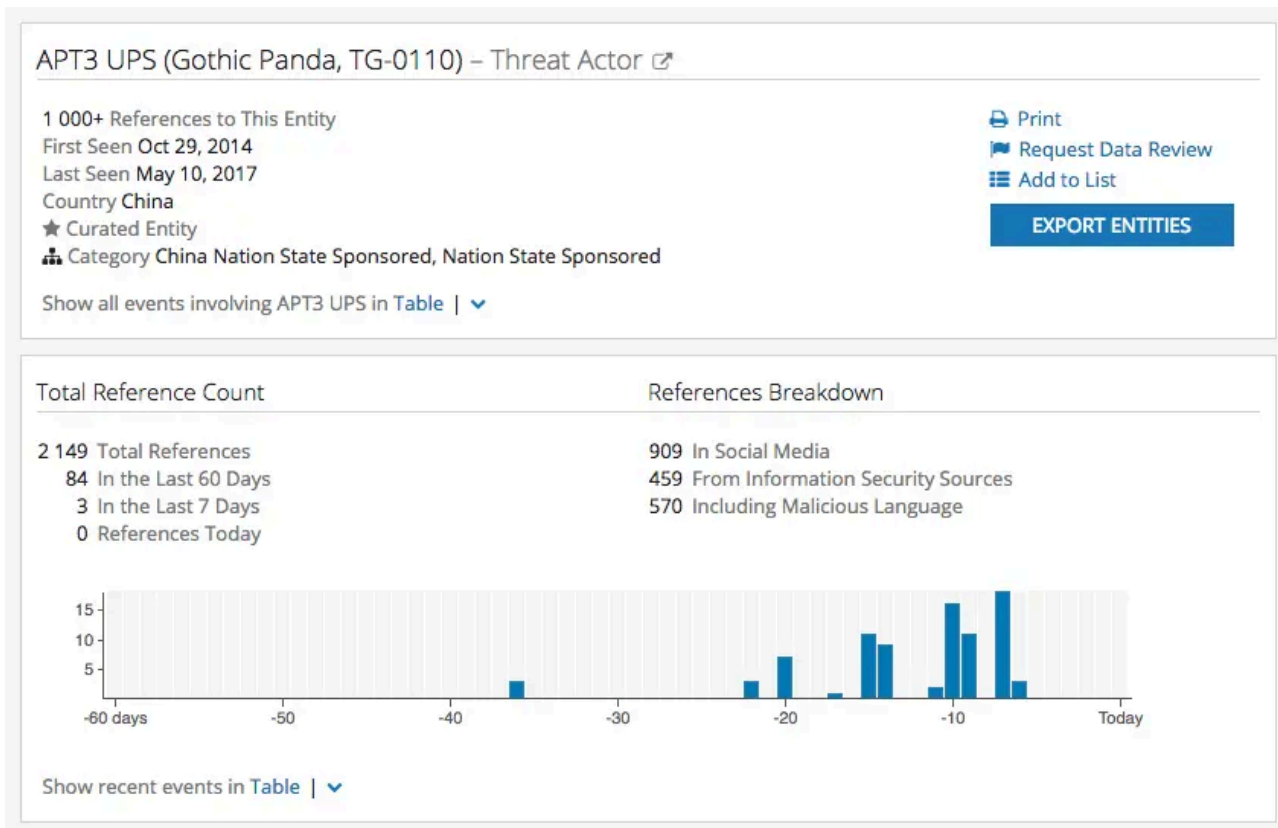 APT3 UPS (Gothic Panda, TG-0110) – Threat Actor
1 000+ References to This Entity
First Seen Oct 29, 2014
Last Seen May 10, 2017
Country China
Curated Entity
Category China Nation State Sponsored, Nation State Sponsored
Show all events involving APT3 UPS in Table |
Print
Request Data Review
Add to List
EXPORT ENTITIES
Total Reference Count
2 149 Total References
84 In the Last 60 Days
3 In the Last 7 Days
0 References Today
References Breakdown
909 In Social Media
459 From Information Security Sources
570 Including Malicious Language
15
10
5
-60 days -50 -40 -30 -20 -10 Today
Show recent events in Table |